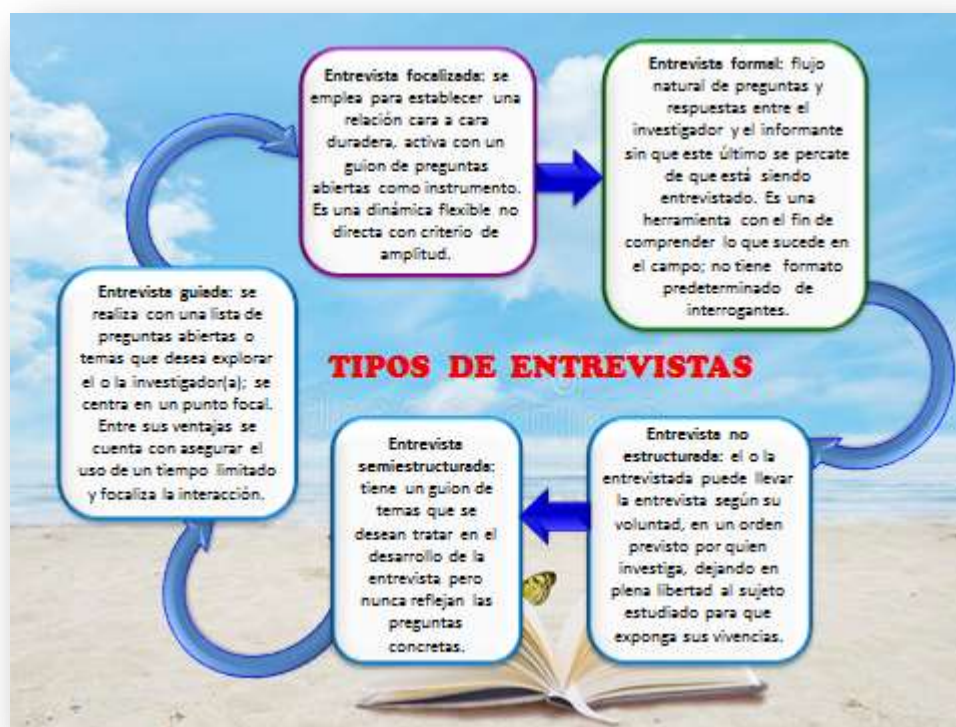 Entrevista focalizada: se
emplea para establecer una
relación cara a cara
duradera, activa con un
guion de preguntas
abiertas como instrumento.
Es una dinámica flexible no
directa con criterio de
amplitud.
Entrevista formal: flujo
natural de preguntas y
respuestas entre el
investigador y el informante
sin que este último se percate
de que está siendo
entrevistado. Es una
herramienta con el fin de
comprender lo que sucede en
el campo; no tiene formato
predeterminado de
interrogantes.
Entrevista guiada: se
realiza con una lista de
preguntas abiertas o
temas que desea explorar
el o la investigador(a); se
centra en un punto focal.
Entre sus ventajas se
cuenta con asegurar el
uso de un tiempo limitado
y focaliza la interacción.
TIPOS DE ENTREVISTAS
Entrevista
semiestructurada:
tiene un guion de
temas que se
desean tratar en el
desarrollo de la
entrevista pero
nunca reflejan las
preguntas
concretas.
Entrevista no
estructurada: el o la
entrevistada puede llevar
la entrevista según su
voluntad, en un orden
previsto por quien
investiga, dejando en
plena libertad al sujeto
estudiado para que
exponga sus vivencias.